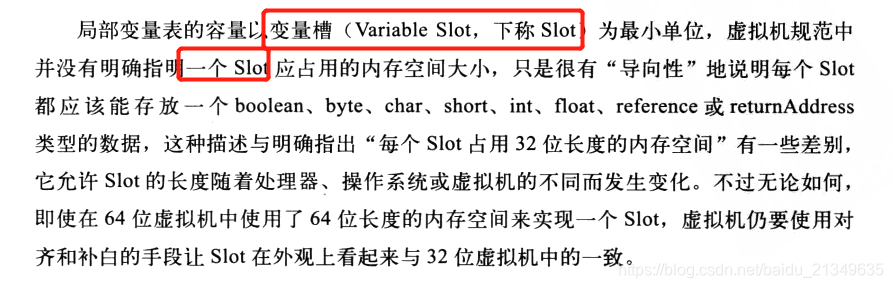 局部变量表的容量以变量槽（Variable Slot，下称 Slot）为最小单位，虚拟机规范中
并没有明确指明一个 Slot 应占用的内存空间大小，只是很有“导向性”地说明每个 Slot
都应该能存放一个 boolean、byte、char、short、int、float、reference 或 returnAddress
类型的数据，这种描述与明确指出“每个 Slot 占用 32 位长度的内存空间”有一些差别，
它允许 Slot 的长度随着处理器、操作系统或虚拟机的不同而发生变化。不过无论如何，
即使在 64 位虚拟机中使用了 64 位长度的内存空间来实现一个 Slot，虚拟机仍要使用对
齐和补白的手段让 Slot 在外观上看起来与 32 位虚拟机中的一致。
https://blog.csdn.net/baidu_21349635